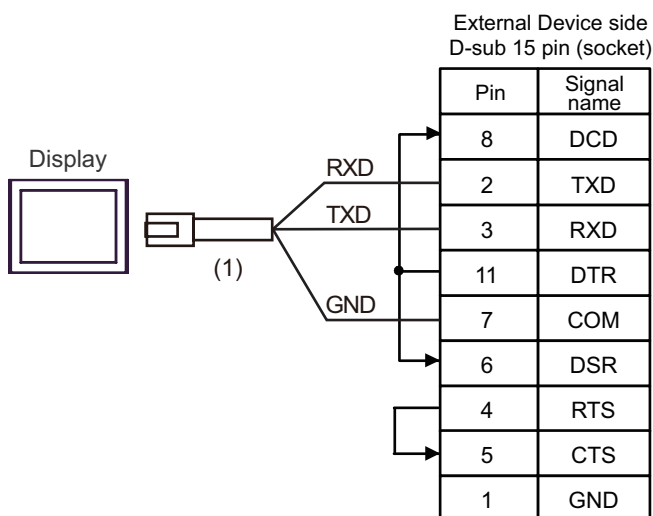 External Device side
D-sub 15 pin (socket)
Pin Signal name
8 DCD
Display
RXD
2 TXD
TXD
3 RXD
(1)
11 DTR
GND
7 COM
6 DSR
4 RTS
5 CTS
1 GND